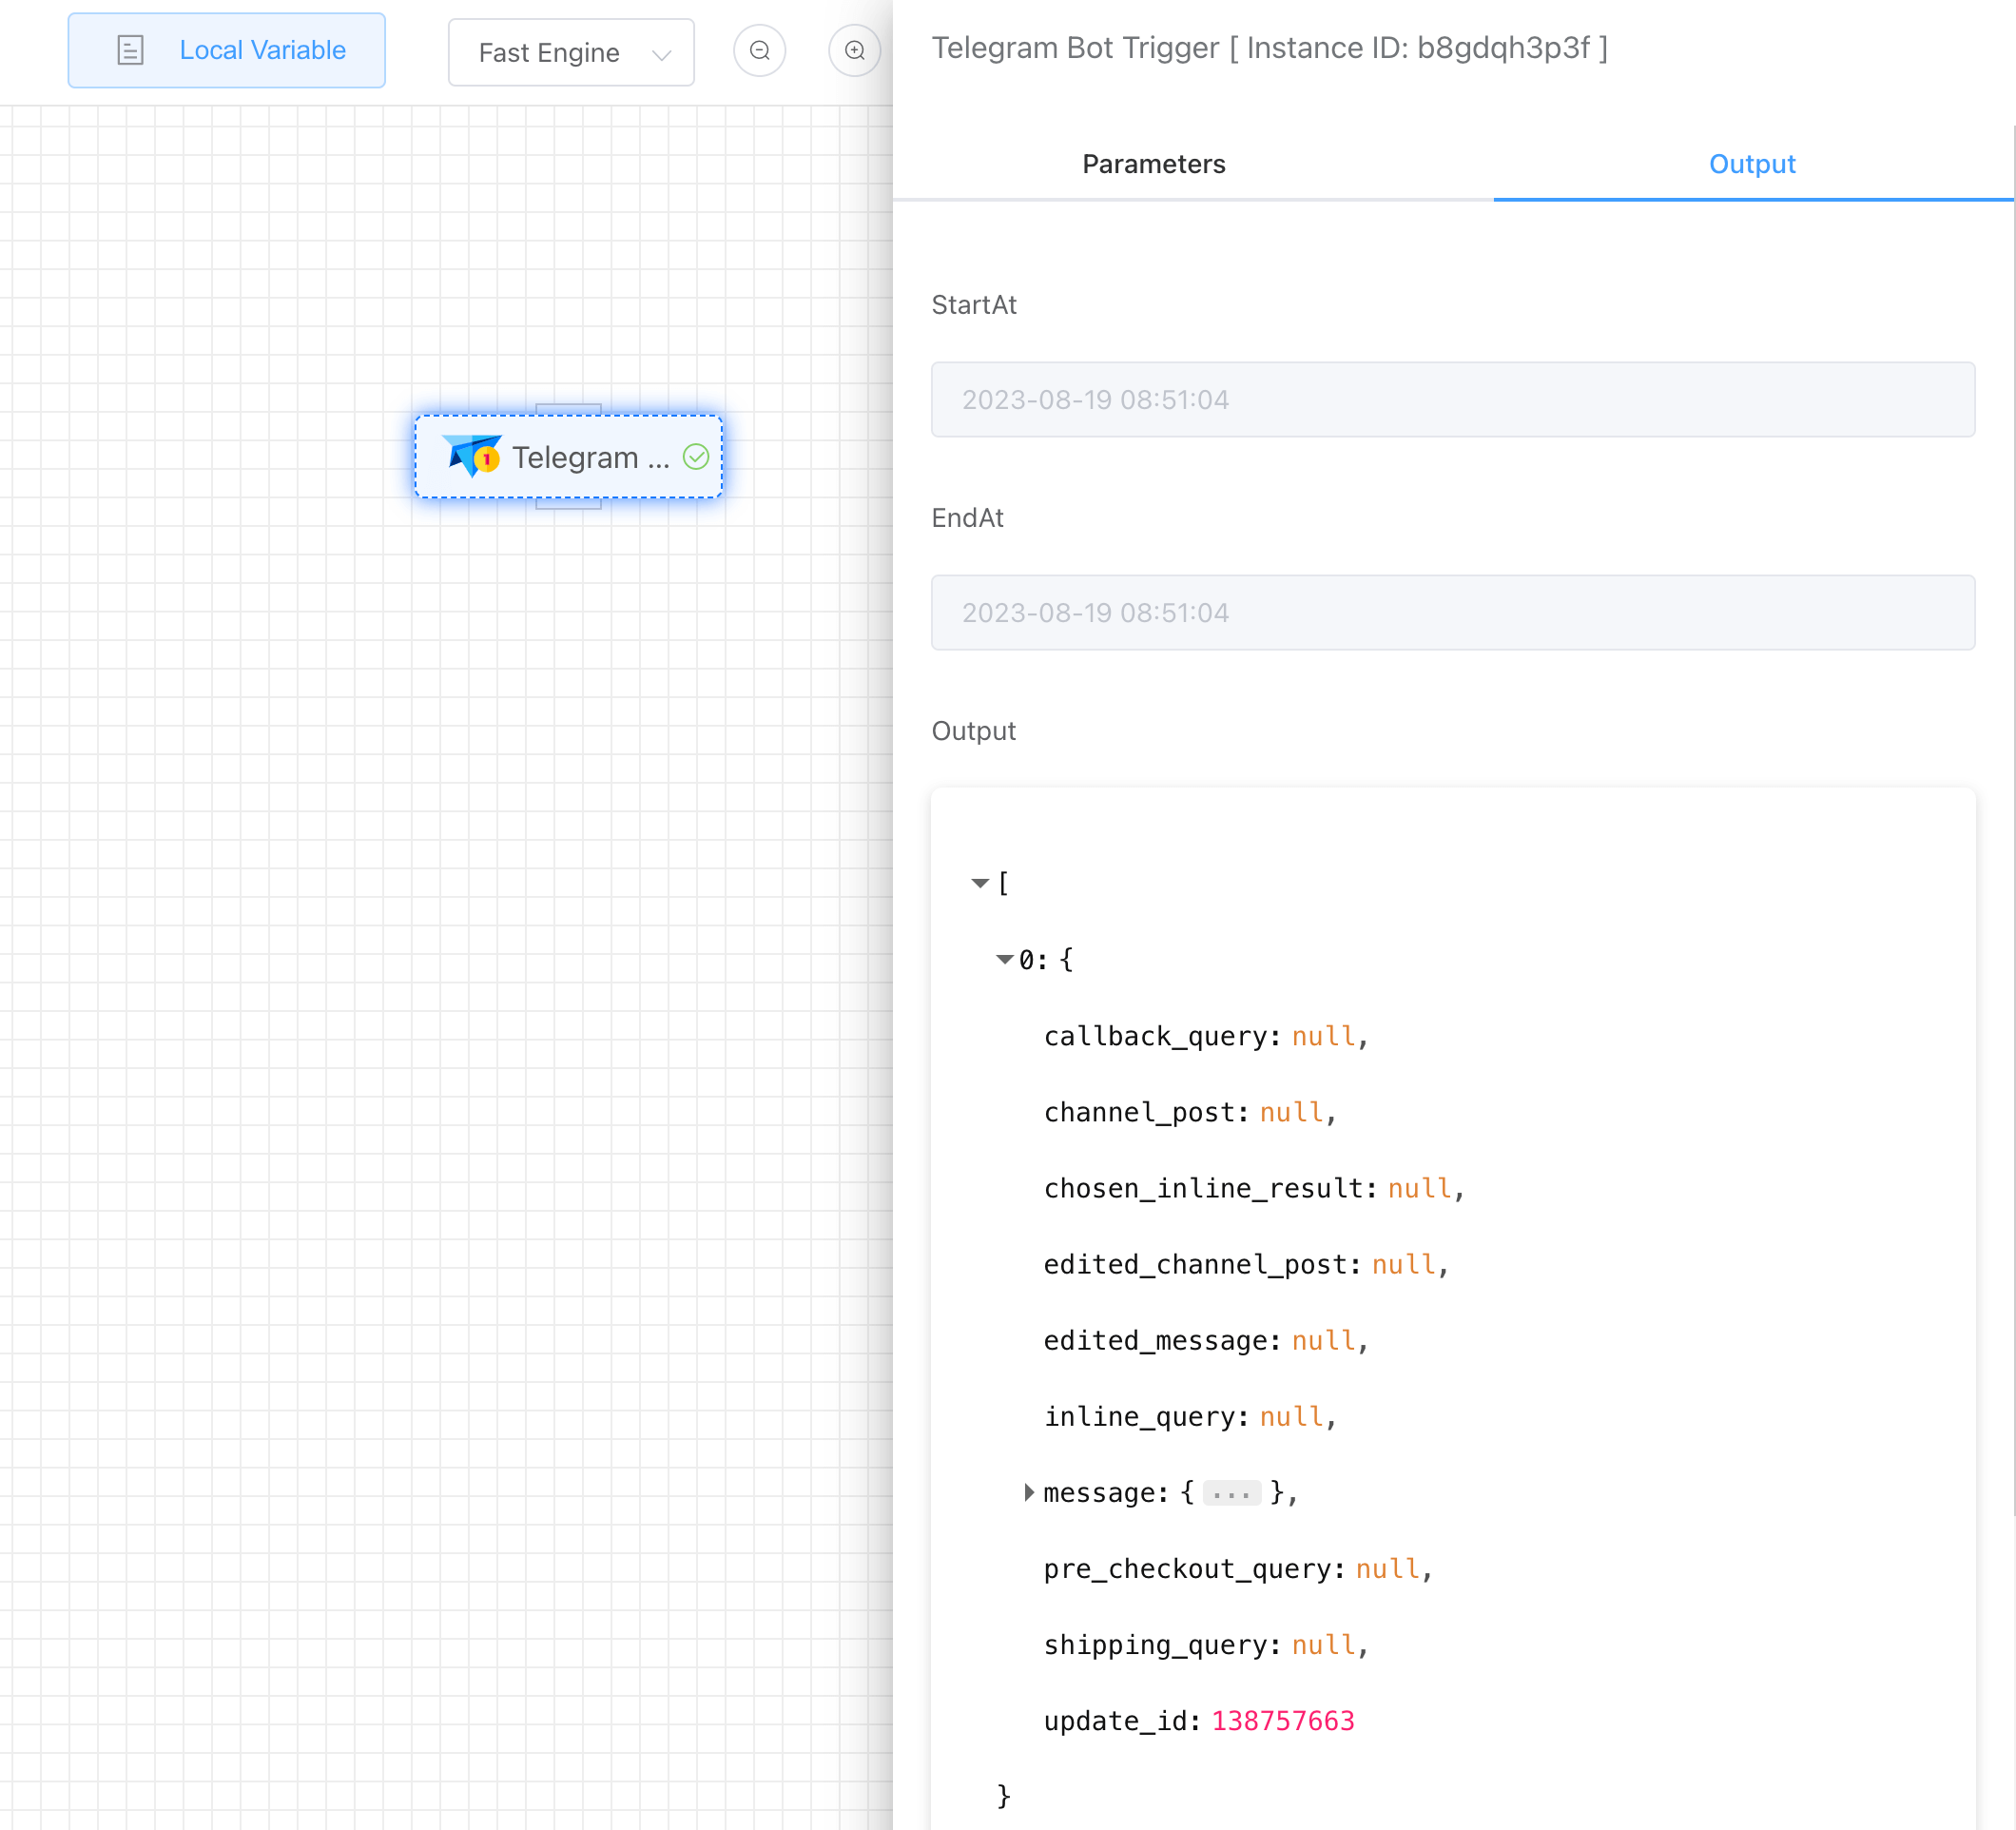 Local Variable
Fast Engine
1
Telegram ...
Telegram Bot Trigger [ Instance ID: b8gdqh3p3f ]
Parameters
Output
StartAt
2023-08-19 08:51:04
EndAt
2023-08-19 08:51:04
Output
[
0: {
callback_query: null,
channel_post: null,
chosen_inline_result: null,
edited_channel_post: null,
edited_message: null,
inline_query: null,
message: { ... },
pre_checkout_query: null,
shipping_query: null,
update_id: 138757663
}